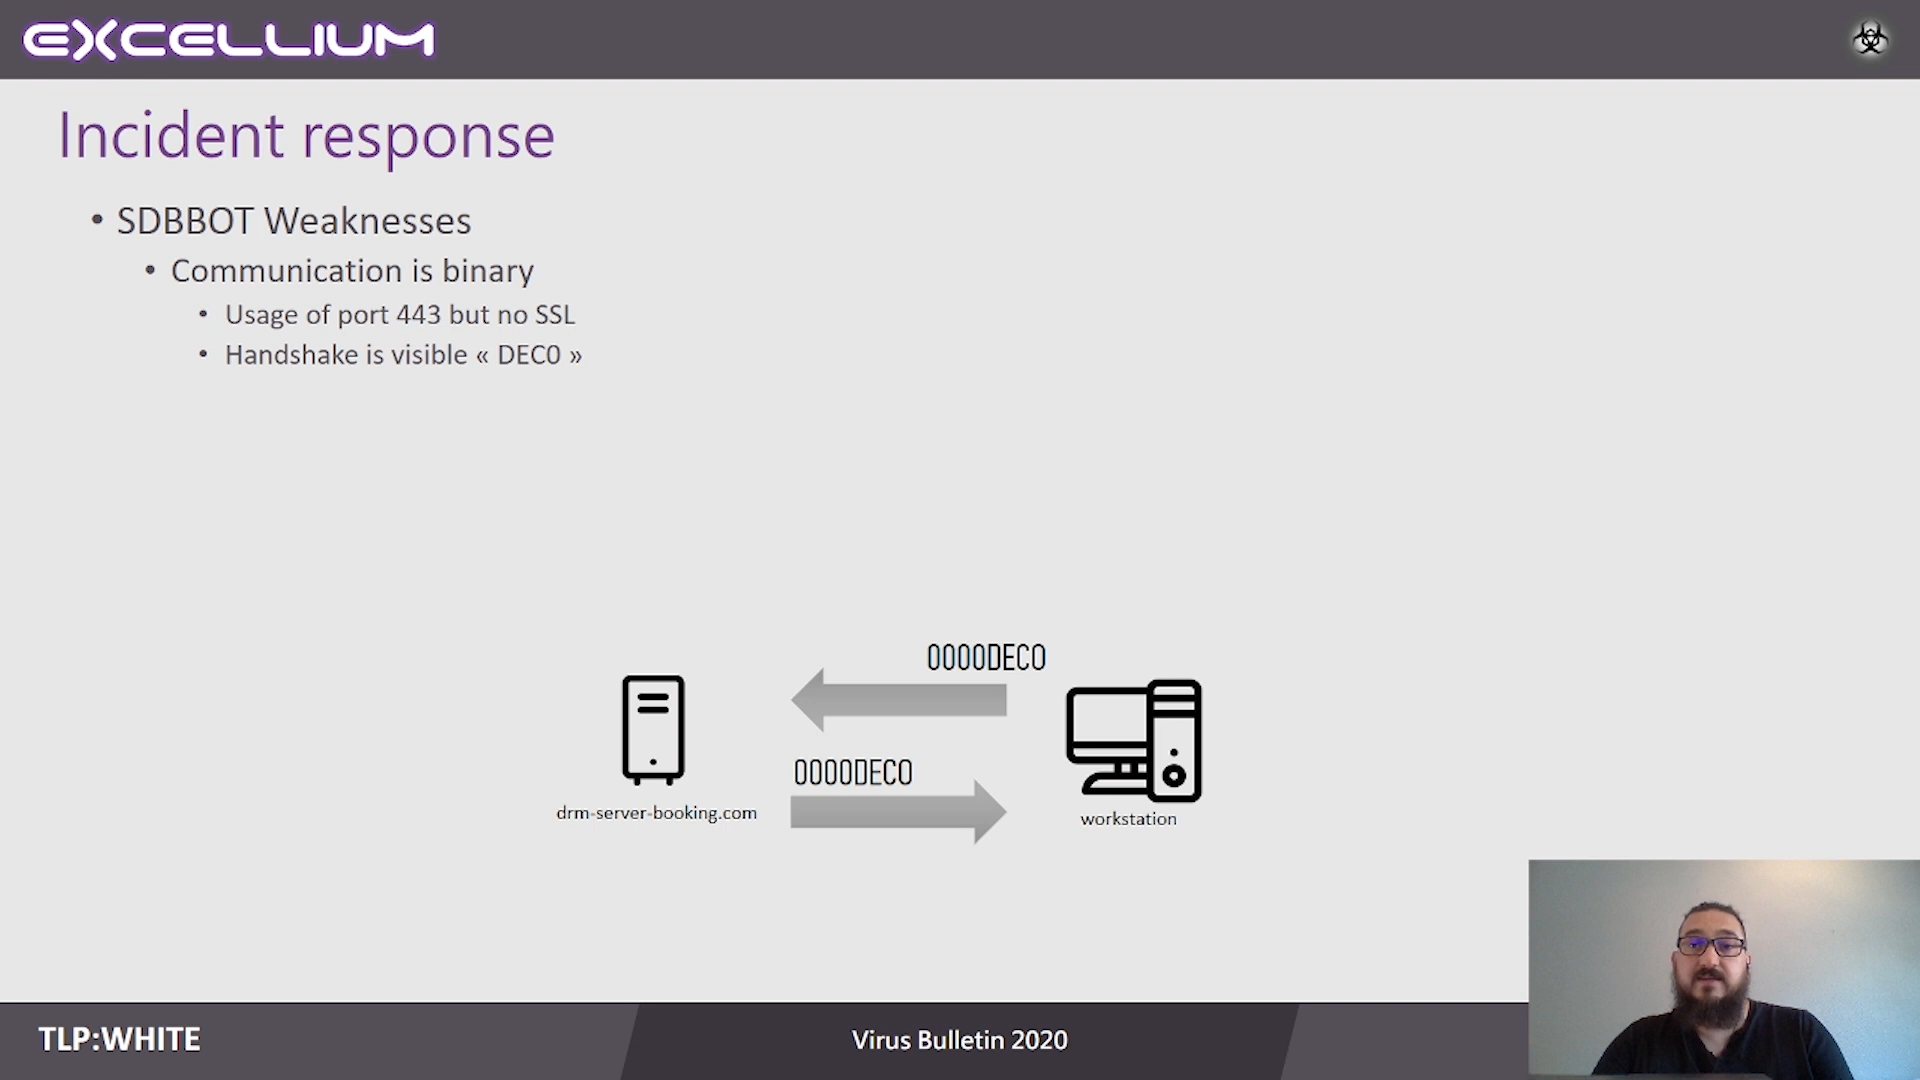 EXCELLIUM
Incident response
• SDBBOT Weaknesses
• Communication is binary
• Usage of port 443 but no SSL
• Handshake is visible « DEC0 »
0000DEC0
0000DEC0
drm-server-booking.com
workstation
TLP:WHITE
Virus Bulletin 2020